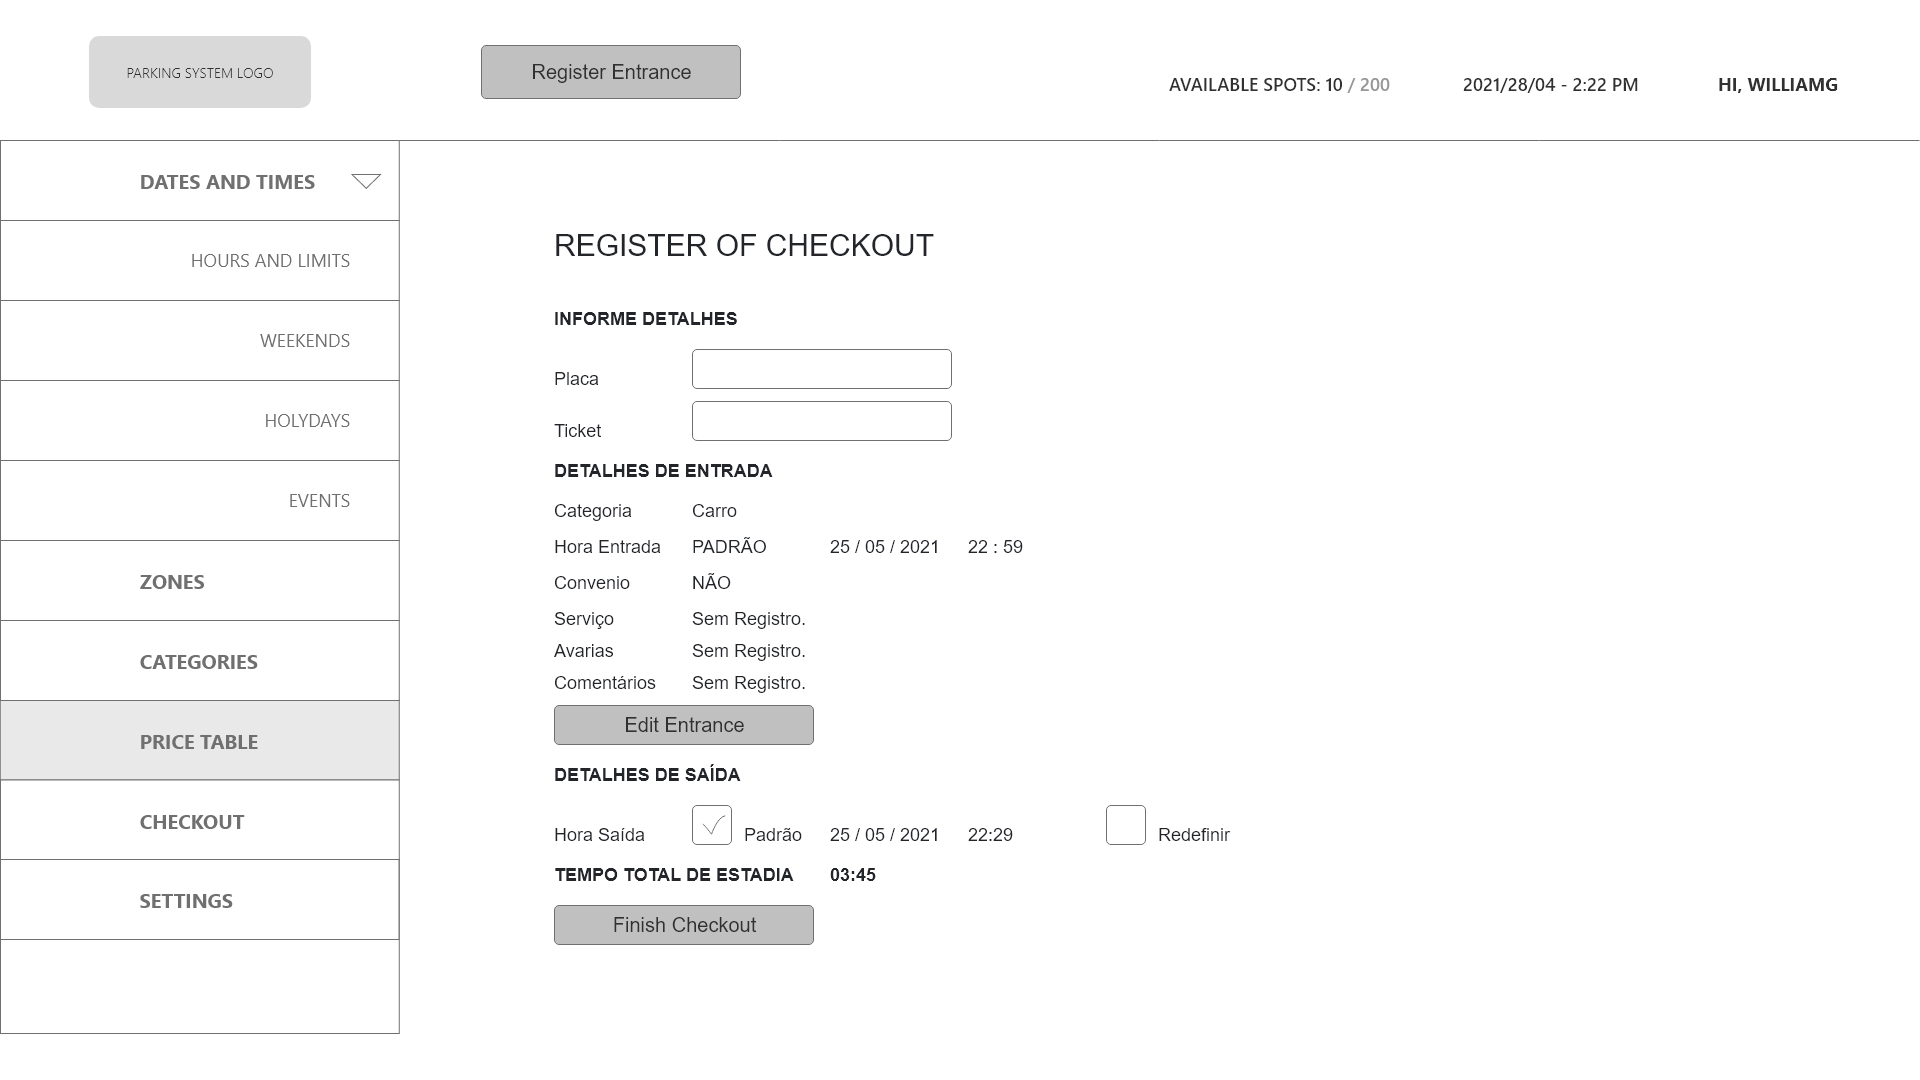 PARKING SYSTEM LOGO
Register Entrance
AVAILABLE SPOTS: 10 / 200
2021/28/04 - 2:22 PM
HI, WILLIAMG
DATES AND TIMES
HOURS AND LIMITS
WEEKENDS
HOLYDAYS
EVENTS
ZONES
CATEGORIES
PRICE TABLE
CHECKOUT
SETTINGS
REGISTER OF CHECKOUT
INFORME DETALHES
Placa
Ticket
DETALHES DE ENTRADA
Categoria Carro
Hora Entrada PADRÃO 25 / 05 / 2021 22 : 59
Convenio NÃO
Serviço Sem Registro.
Avarias Sem Registro.
Comentários Sem Registro.
Edit Entrance
DETALHES DE SAÍDA
Hora Saída Padrão 25 / 05 / 2021 22:29 Redefinir
TEMPO TOTAL DE ESTADIA 03:45
Finish Checkout